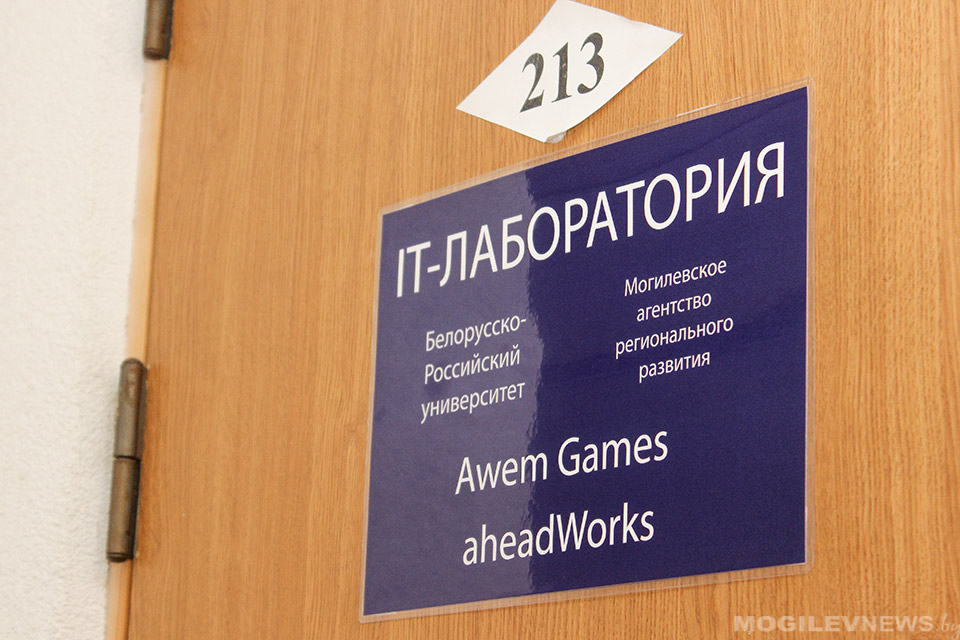 213
IT-ЛАБОРАТОРИЯ
Белорусско-
Российский
университет
Могилевское
агентство
регионального
развития
Awem Games
aheadWorks
MOGILEVNEWS.by